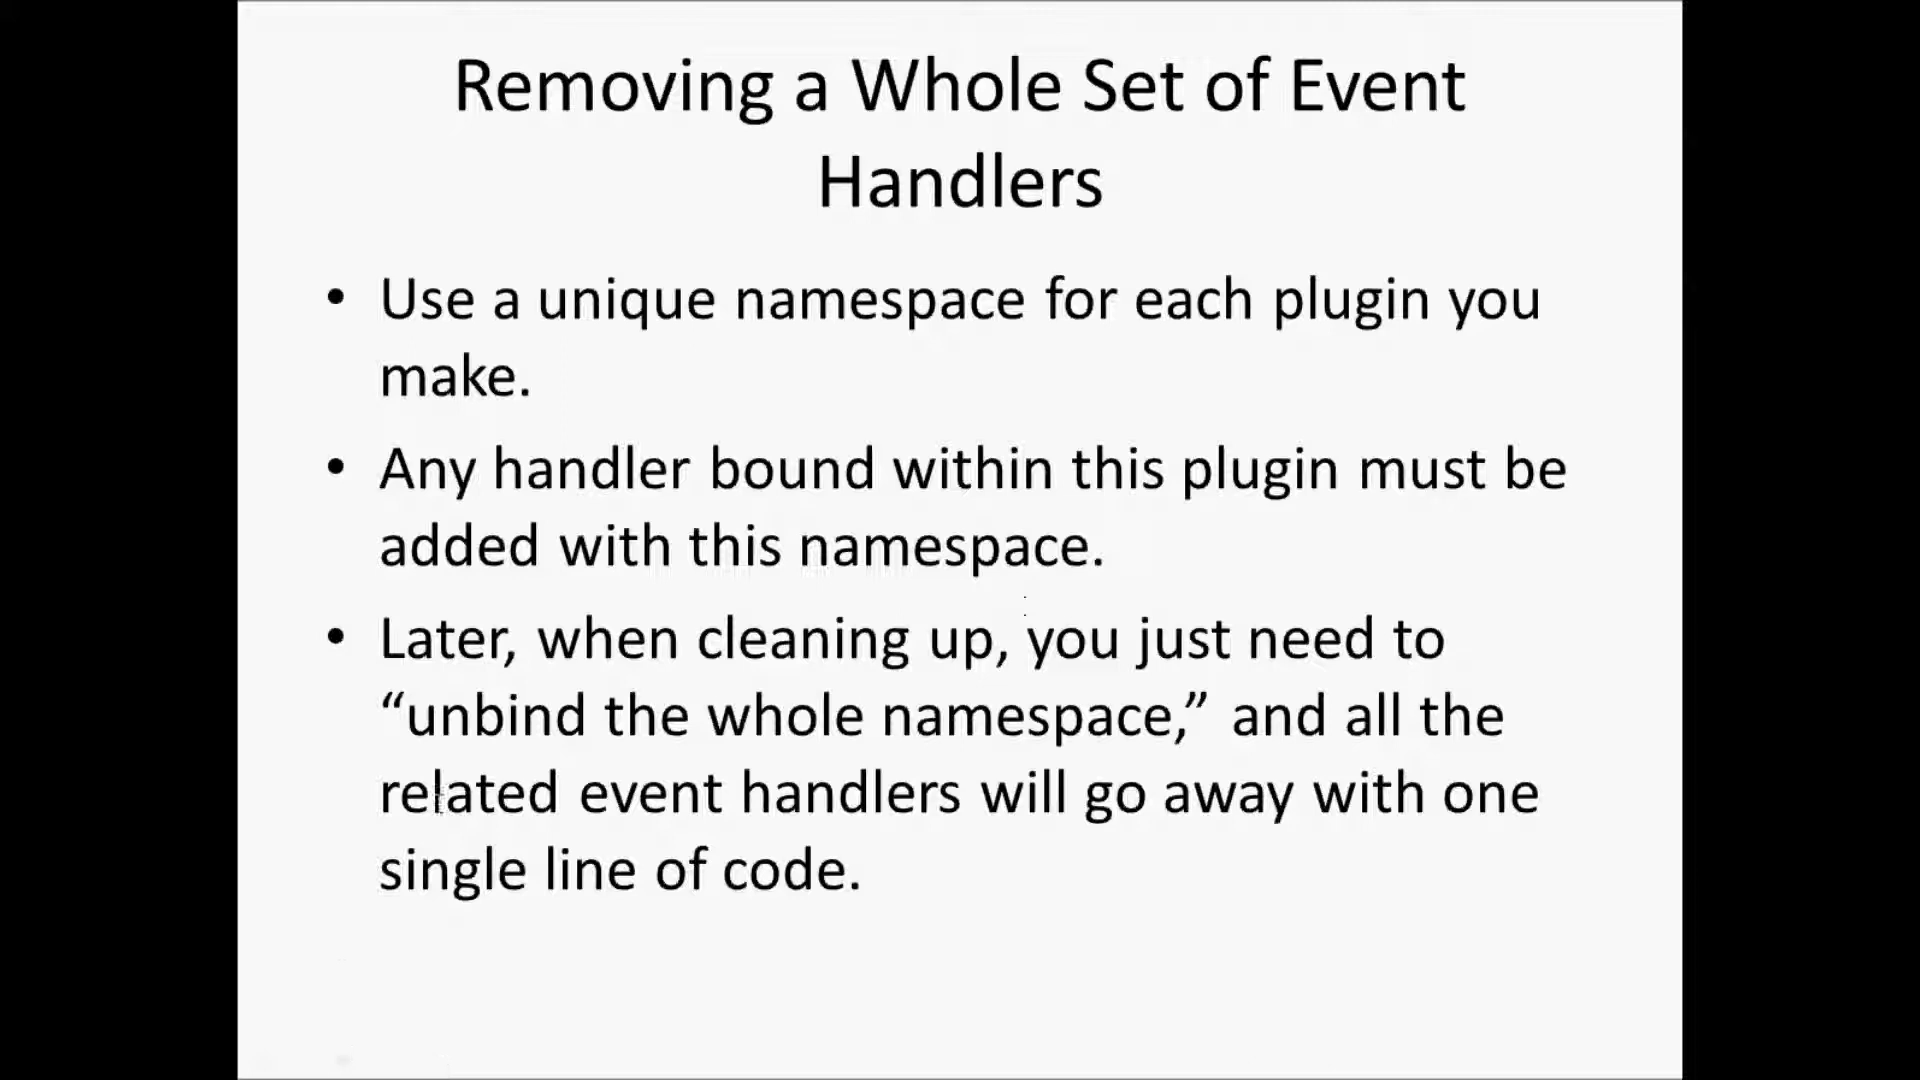 Removing a Whole Set of Event
Handlers
• Use a unique namespace for each plugin you
make.
• Any handler bound within this plugin must be
added with this namespace.
• Later, when cleaning up, you just need to
“unbind the whole namespace,” and all the
related event handlers will go away with one
single line of code.